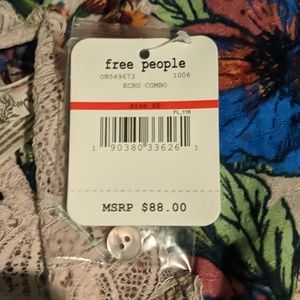 free people
OB549673 1006
ECRU COMBO
size XS
FL_116
1 90380 33626 1
MSRP $88.00